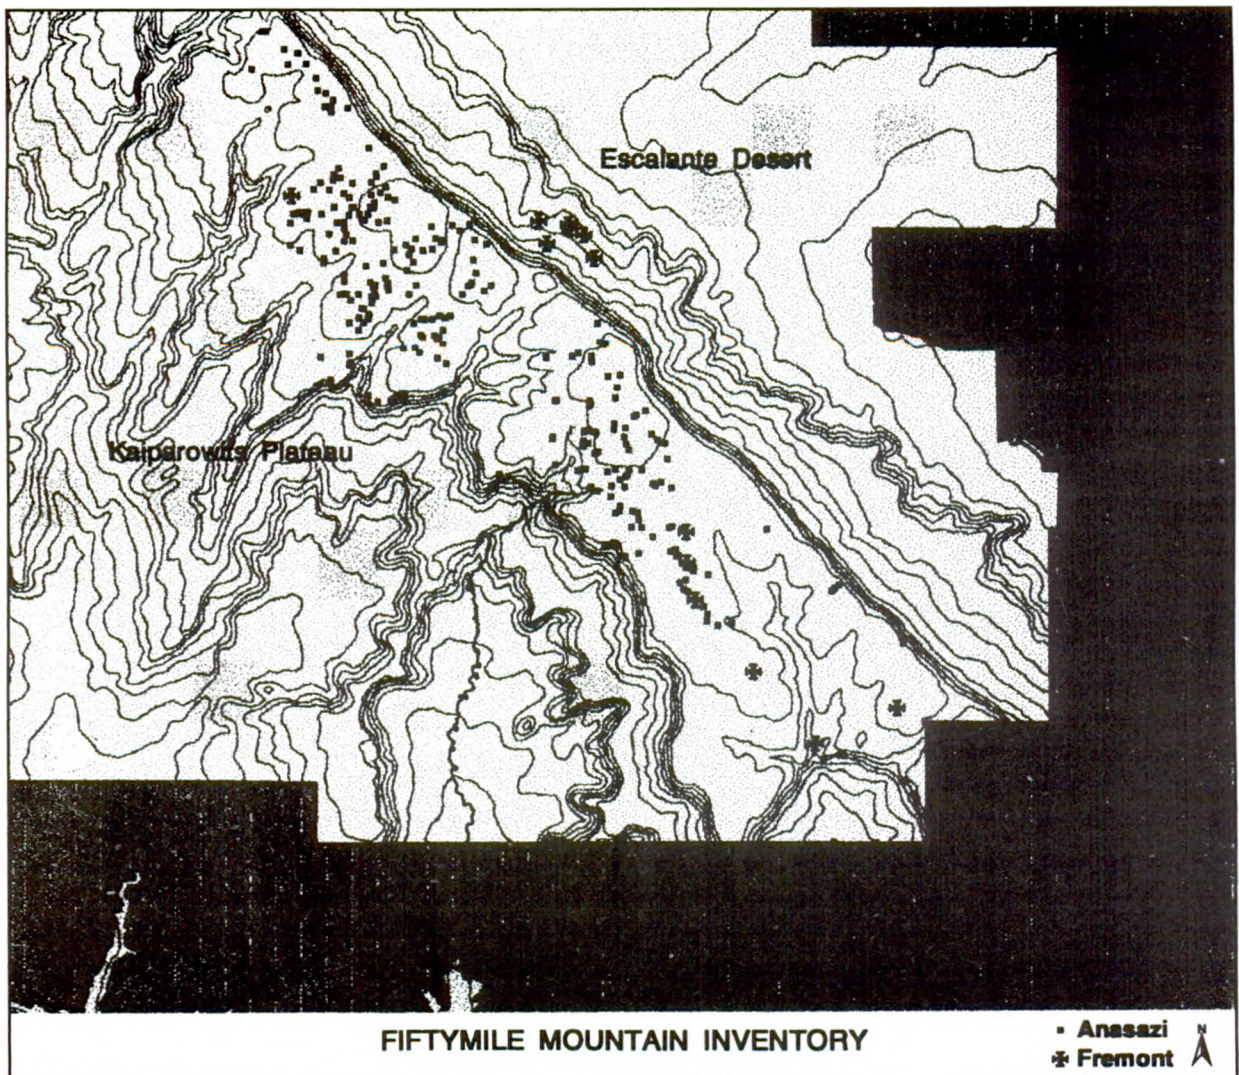 Escalante Desert
Kaiparowits Plateau
FIFTYMILE MOUNTAIN INVENTORY
Anasazi
Fremont
N